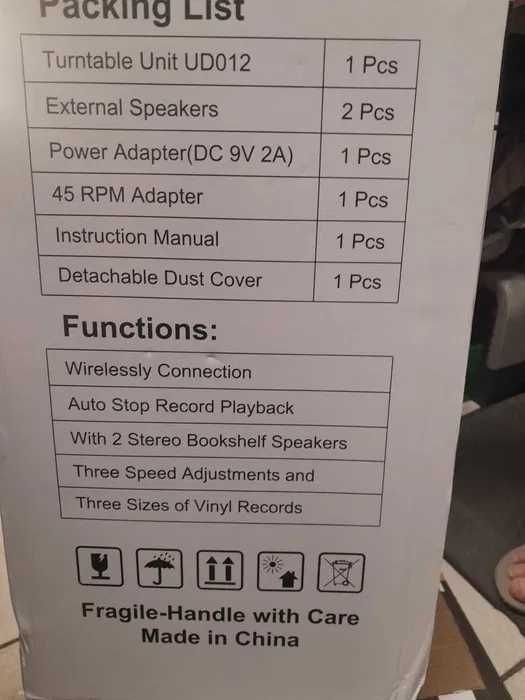 Packing List
Turntable Unit UD012 1 Pcs
External Speakers 2 Pcs
Power Adapter(DC 9V 2A) 1 Pcs
45 RPM Adapter 1 Pcs
Instruction Manual 1 Pcs
Detachable Dust Cover 1 Pcs
Functions:
Wirelessly Connection
Auto Stop Record Playback
With 2 Stereo Bookshelf Speakers
Three Speed Adjustments and
Three Sizes of Vinyl Records
Fragile-Handle with Care
Made in China